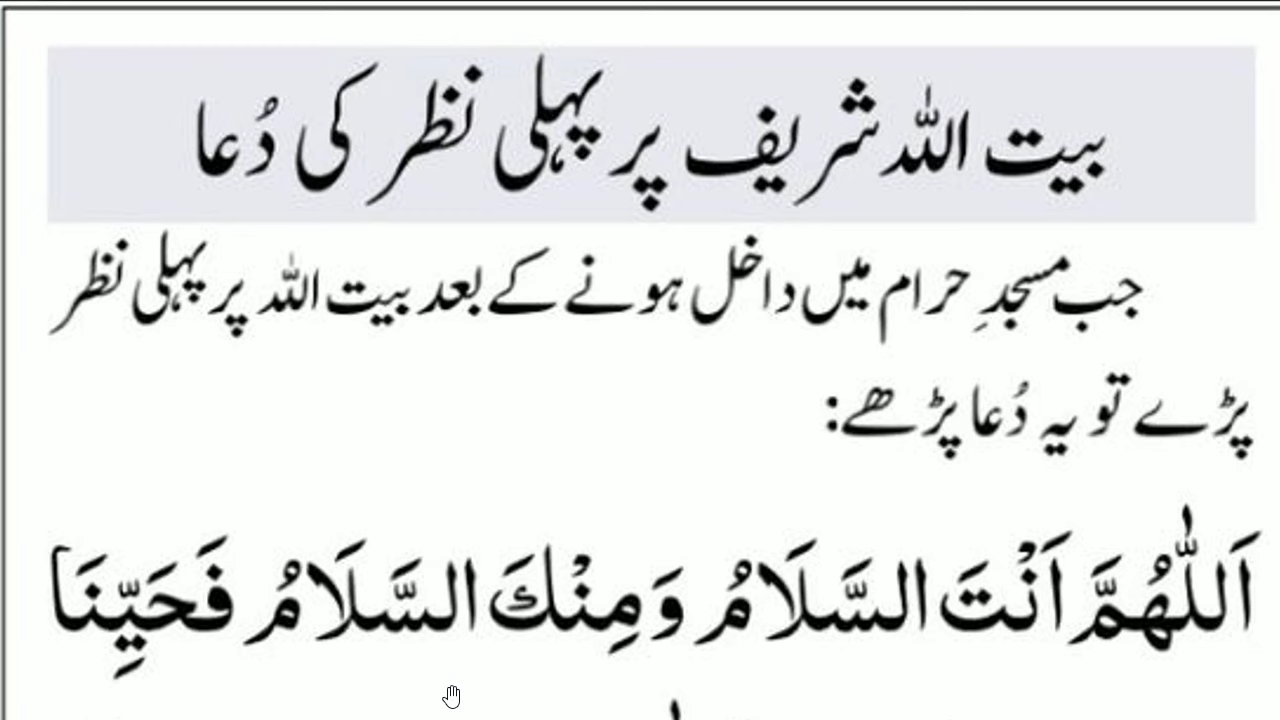 بیت اللہ شریف پر پہلی نظر کی دُعا
جب مسجدِ حرام میں داخل ہونے کے بعد بیت اللہ پر پہلی نظر
پڑے تو یہ دُعا پڑھے:
اَللّٰهُمَّ اَنْتَ السَّلَامُ وَمِنْكَ السَّلَامُ فَحَيِّنَا